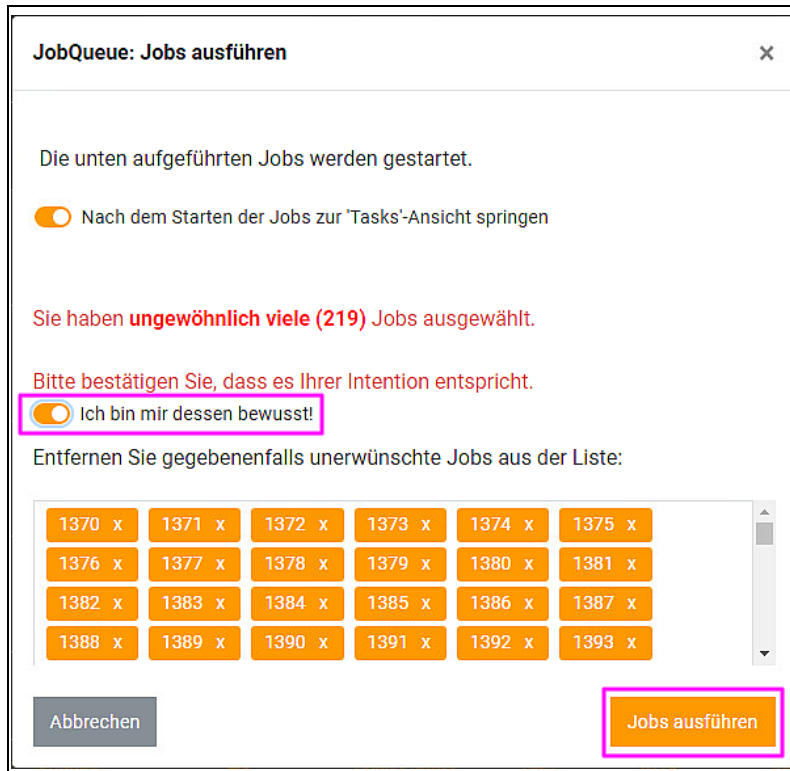 JobQueue: Jobs ausführen ×
Die unten aufgeführten Jobs werden gestartet.
Nach dem Starten der Jobs zur 'Tasks'-Ansicht springen
Sie haben ungewöhnlich viele (219) Jobs ausgewählt.
Bitte bestätigen Sie, dass es Ihrer Intention entspricht.
Ich bin mir dessen bewusst!
Entfernen Sie gegebenenfalls unerwünschte Jobs aus der Liste:
1370 x 1371 x 1372 x 1373 x 1374 x 1375 x
1376 x 1377 x 1378 x 1379 x 1380 x 1381 x
1382 x 1383 x 1384 x 1385 x 1386 x 1387 x
1388 x 1389 x 1390 x 1391 x 1392 x 1393 x
Abbrechen Jobs ausführen